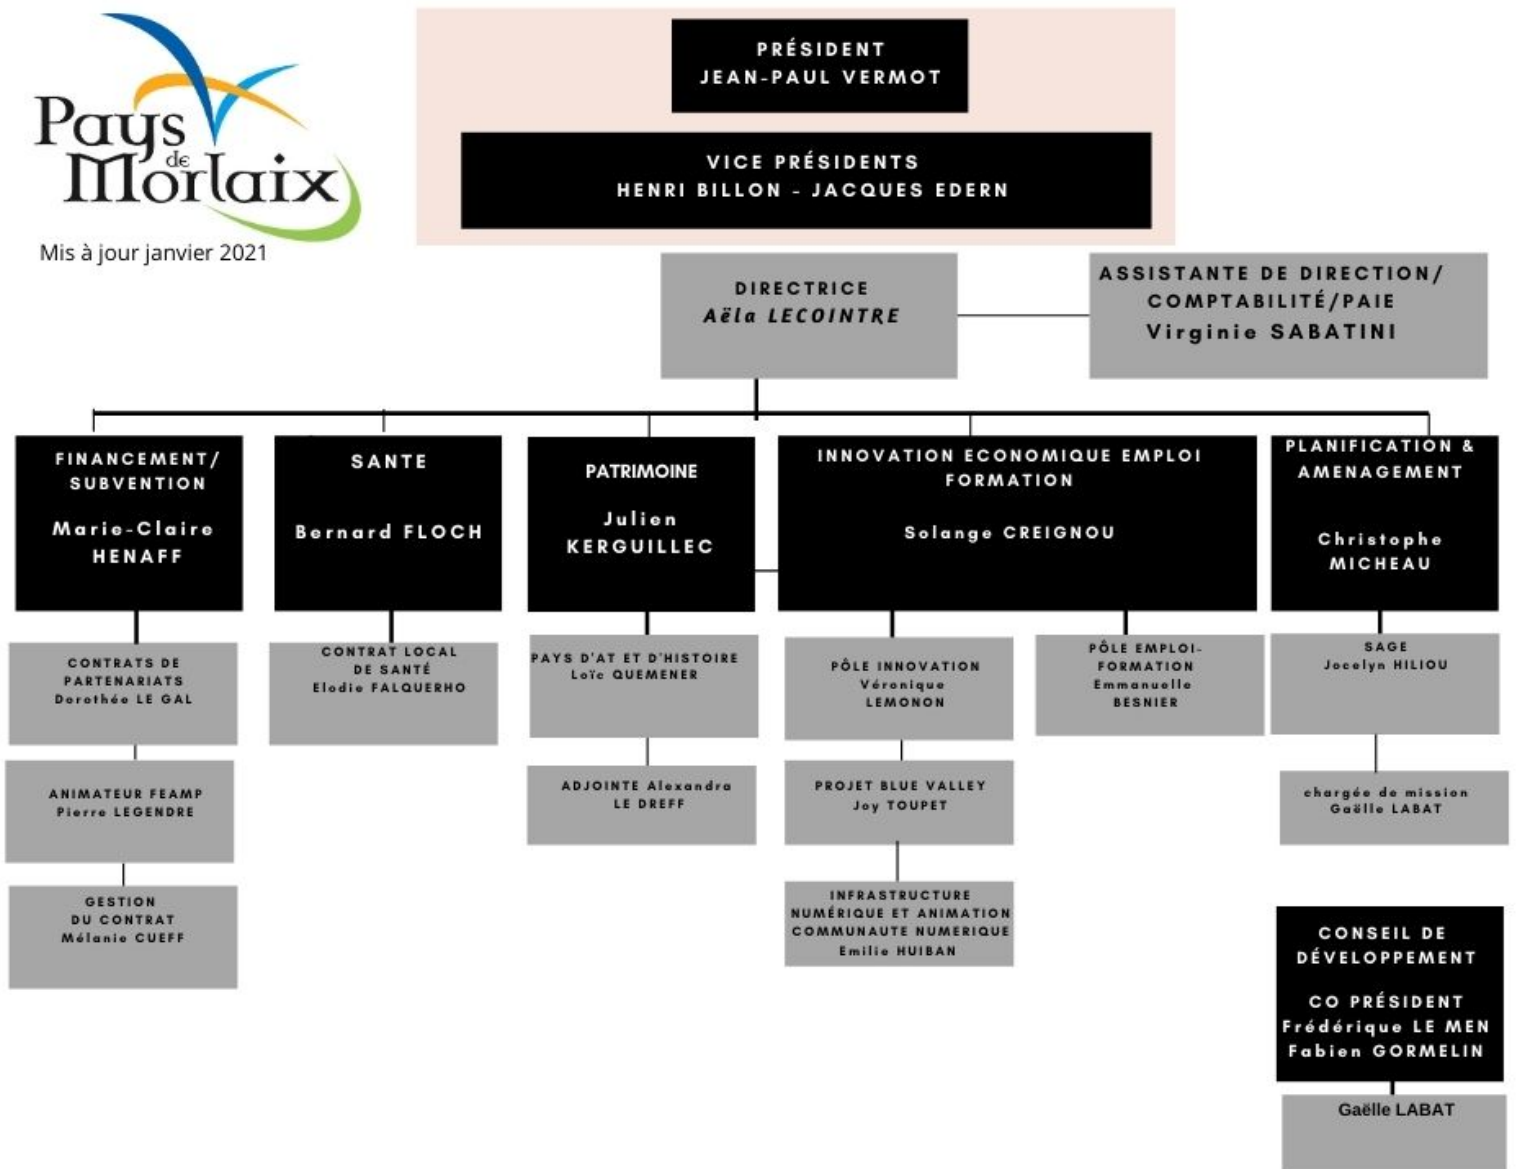 Pays
de
Morlaix
Mis à jour janvier 2021
PRÉSIDENT
JEAN-PAUL VERMOT
VICE PRÉSIDENTS
HENRI BILLON - JACQUES EDERN
DIRECTRICE
Aëla LECOINTRE
ASSISTANTE DE DIRECTION/
COMPTABILITÉ/PAIE
Virginie SABATINI
FINANCEMENT/
SUBVENTION
Marie-Claire
HENAFF
SANTE
Bernard FLOCH
PATRIMOINE
Julien
KERGUILLEC
INNOVATION ECONOMIQUE EMPLOI
FORMATION
Solange CREIGNOU
PLANIFICATION &
AMENAGEMENT
Christophe
MICHEAU
CONTRATS DE
PARTENARIATS
Dorothée LE GAL
CONTRAT LOCAL
DE SANTÉ
Elodie FALQUERHO
PAYS D'AT ET D'HISTOIRE
Loïc QUEMENER
PÔLE INNOVATION
Véronique
LEMONON
PÔLE EMPLOI-
FORMATION
Emmanuelle
BESNIER
SAGE
Jocelyn HILIOU
ANIMATEUR FEAMP
Pierre LEGENDRE
ADJOINTE Alexandra
LE DREFF
PROJET BLUE VALLEY
Joy TOUPET
chargée de mission
Gaëlle LABAT
GESTION
DU CONTRAT
Mélanie CUEFF
INFRASTRUCTURE
NUMÉRIQUE ET ANIMATION
COMMUNAUTE NUMERIQUE
Emilie HUIBAN
CONSEIL DE
DÉVELOPPEMENT
CO PRÉSIDENT
Frédérique LE MEN
Fabien GORMELIN
Gaëlle LABAT